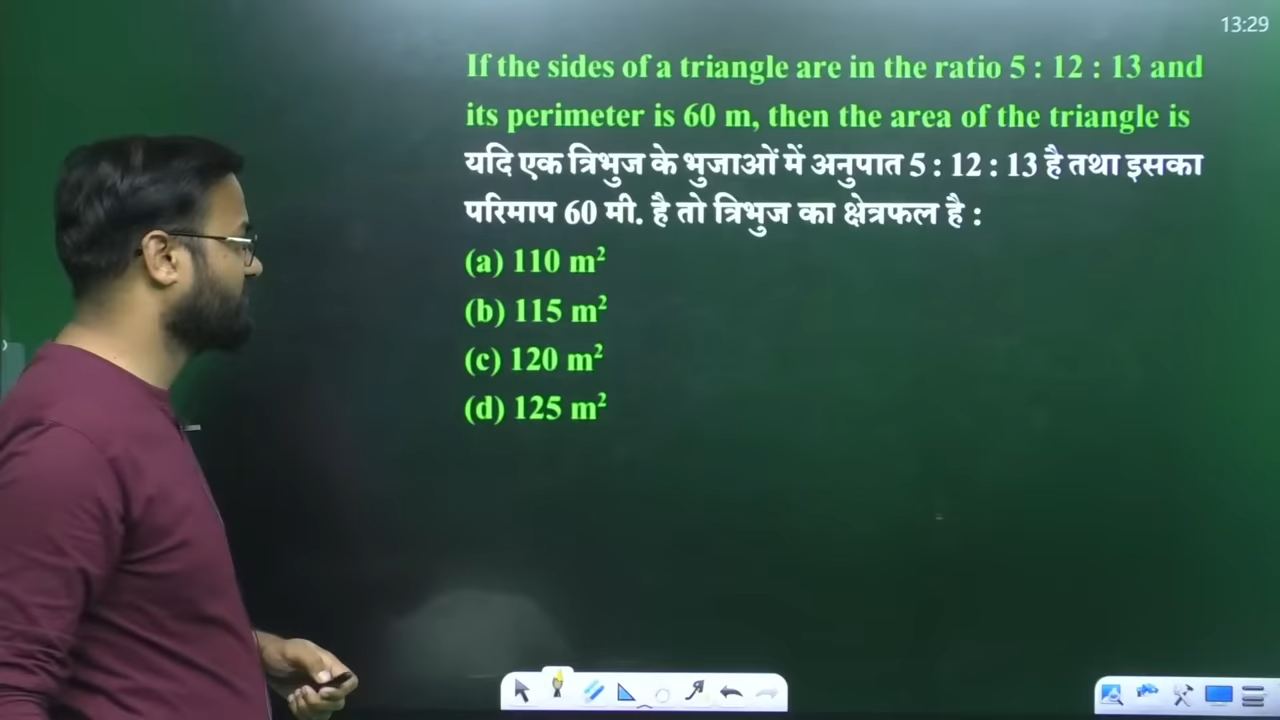 13:29
If the sides of a triangle are in the ratio 5 : 12 : 13 and
its perimeter is 60 m, then the area of the triangle is
यदि एक त्रिभुज के भुजाओं में अनुपात 5 : 12 : 13 है तथा इसका
परिमाप 60 मी. है तो त्रिभुज का क्षेत्रफल है :
(a) 110 m²
(b) 115 m²
(c) 120 m²
(d) 125 m²